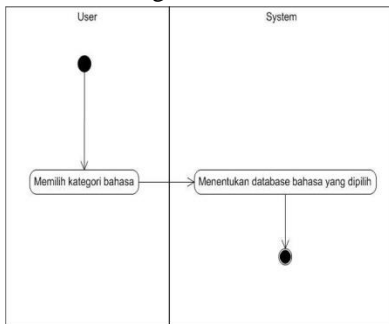 User
System
Memilih kategori bahasa
Menentukan database bahasa yang dipilih